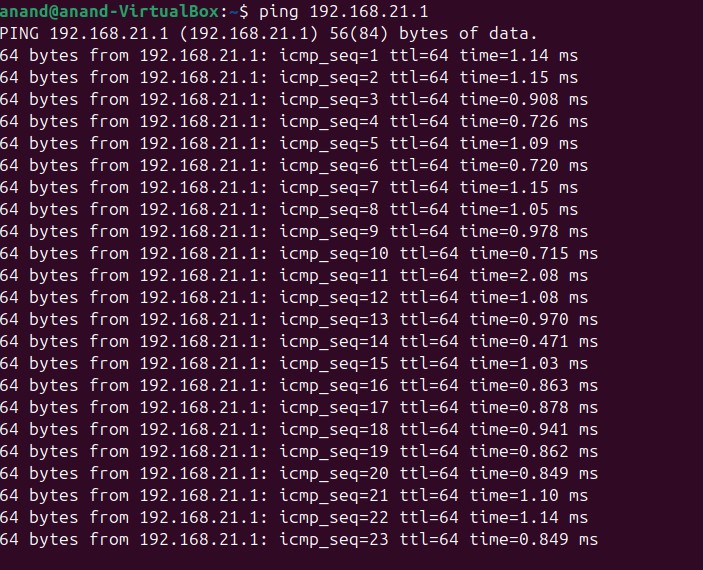 anand@anand-VirtualBox:~$ ping 192.168.21.1
PING 192.168.21.1 (192.168.21.1) 56(84) bytes of data.
64 bytes from 192.168.21.1: icmp_seq=1 ttl=64 time=1.14 ms
64 bytes from 192.168.21.1: icmp_seq=2 ttl=64 time=1.15 ms
64 bytes from 192.168.21.1: icmp_seq=3 ttl=64 time=0.908 ms
64 bytes from 192.168.21.1: icmp_seq=4 ttl=64 time=0.726 ms
64 bytes from 192.168.21.1: icmp_seq=5 ttl=64 time=1.09 ms
64 bytes from 192.168.21.1: icmp_seq=6 ttl=64 time=0.720 ms
64 bytes from 192.168.21.1: icmp_seq=7 ttl=64 time=1.15 ms
64 bytes from 192.168.21.1: icmp_seq=8 ttl=64 time=1.05 ms
64 bytes from 192.168.21.1: icmp_seq=9 ttl=64 time=0.978 ms
64 bytes from 192.168.21.1: icmp_seq=10 ttl=64 time=0.715 ms
64 bytes from 192.168.21.1: icmp_seq=11 ttl=64 time=2.08 ms
64 bytes from 192.168.21.1: icmp_seq=12 ttl=64 time=1.08 ms
64 bytes from 192.168.21.1: icmp_seq=13 ttl=64 time=0.970 ms
64 bytes from 192.168.21.1: icmp_seq=14 ttl=64 time=0.471 ms
64 bytes from 192.168.21.1: icmp_seq=15 ttl=64 time=1.03 ms
64 bytes from 192.168.21.1: icmp_seq=16 ttl=64 time=0.863 ms
64 bytes from 192.168.21.1: icmp_seq=17 ttl=64 time=0.878 ms
64 bytes from 192.168.21.1: icmp_seq=18 ttl=64 time=0.941 ms
64 bytes from 192.168.21.1: icmp_seq=19 ttl=64 time=0.862 ms
64 bytes from 192.168.21.1: icmp_seq=20 ttl=64 time=0.849 ms
64 bytes from 192.168.21.1: icmp_seq=21 ttl=64 time=1.10 ms
64 bytes from 192.168.21.1: icmp_seq=22 ttl=64 time=1.14 ms
64 bytes from 192.168.21.1: icmp_seq=23 ttl=64 time=0.849 ms